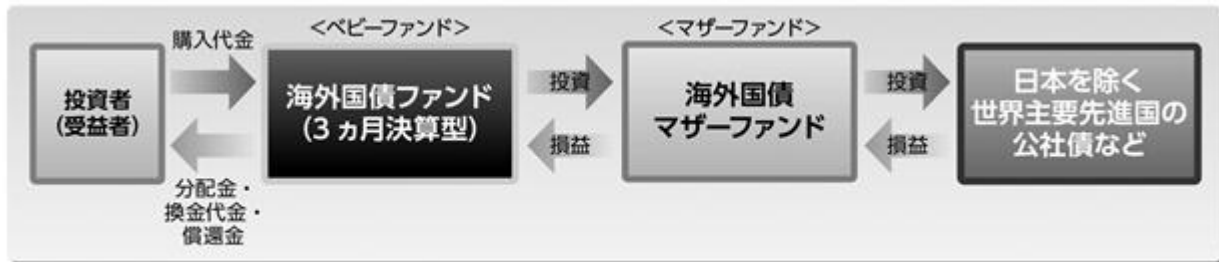 投資者
(受益者)
購入代金
分配金・
換金代金・
償還金
<ベビーファンド>
海外国債ファンド
(3ヵ月決算型)
投資
損益
<マザーファンド>
海外国債
マザーファンド
投資
損益
日本を除く
世界主要先進国の
公社債など